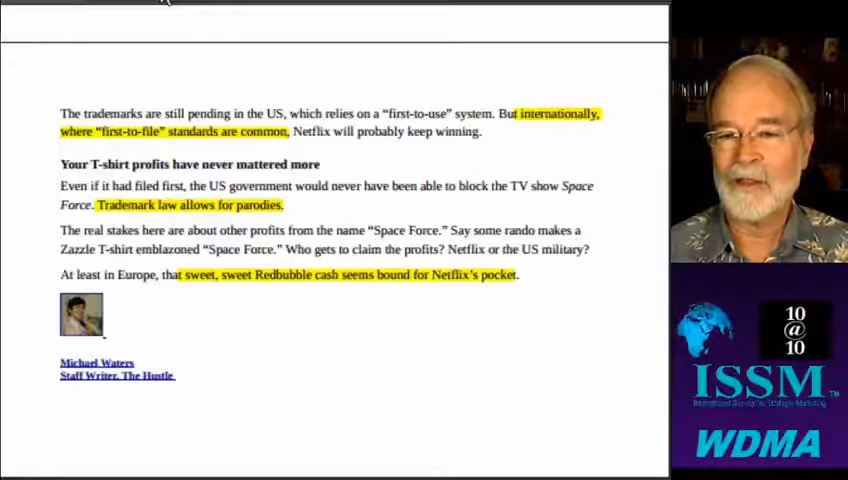 The trademarks are still pending in the US, which relies on a “first-to-use” system. But internationally,
where “first-to-file” standards are common, Netflix will probably keep winning.
Your T-shirt profits have never mattered more
Even if it had filed first, the US government would never have been able to block the TV show Space
Force. Trademark law allows for parodies.
The real stakes here are about other profits from the name “Space Force.” Say some rando makes a
Zazzle T-shirt emblazoned “Space Force.” Who gets to claim the profits? Netflix or the US military?
At least in Europe, that sweet, sweet Redbubble cash seems bound for Netflix’s pocket.
Michael Waters
Staff Writer, The Hustle
10
@
10
ISSM™
WDMA